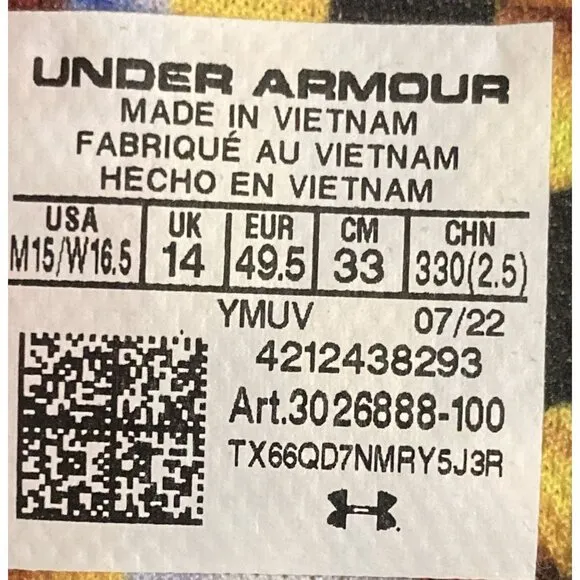 UNDER ARMOUR
MADE IN VIETNAM
FABRIQUÉ AU VIETNAM
HECHO EN VIETNAM
USA UK EUR CM CHN
M15/W16.5 14 49.5 33 330(2.5)
YMUV 07/22
4212438293
Art.3026888-100
TX66QD7NMRY5J3R